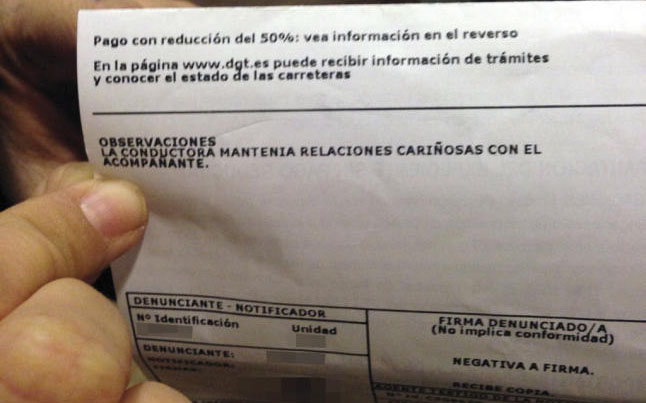 Pago con reducción del 50%: vea información en el reverso
En la página www.dgt.es puede recibir información de trámites
y conocer el estado de las carreteras
OBSERVACIONES
LA CONDUCTORA MANTENIA RELACIONES CARIÑOSAS CON EL
ACOMPAÑANTE.
DENUNCIANTE - NOTIFICADOR
Nº Identificación Unidad
DENUNCIANTE:
NOTIFICADOR:
FIRMA DENUNCIADO/A
(No implica conformidad)
NEGATIVA A FIRMA.
RECIBE COPIA.